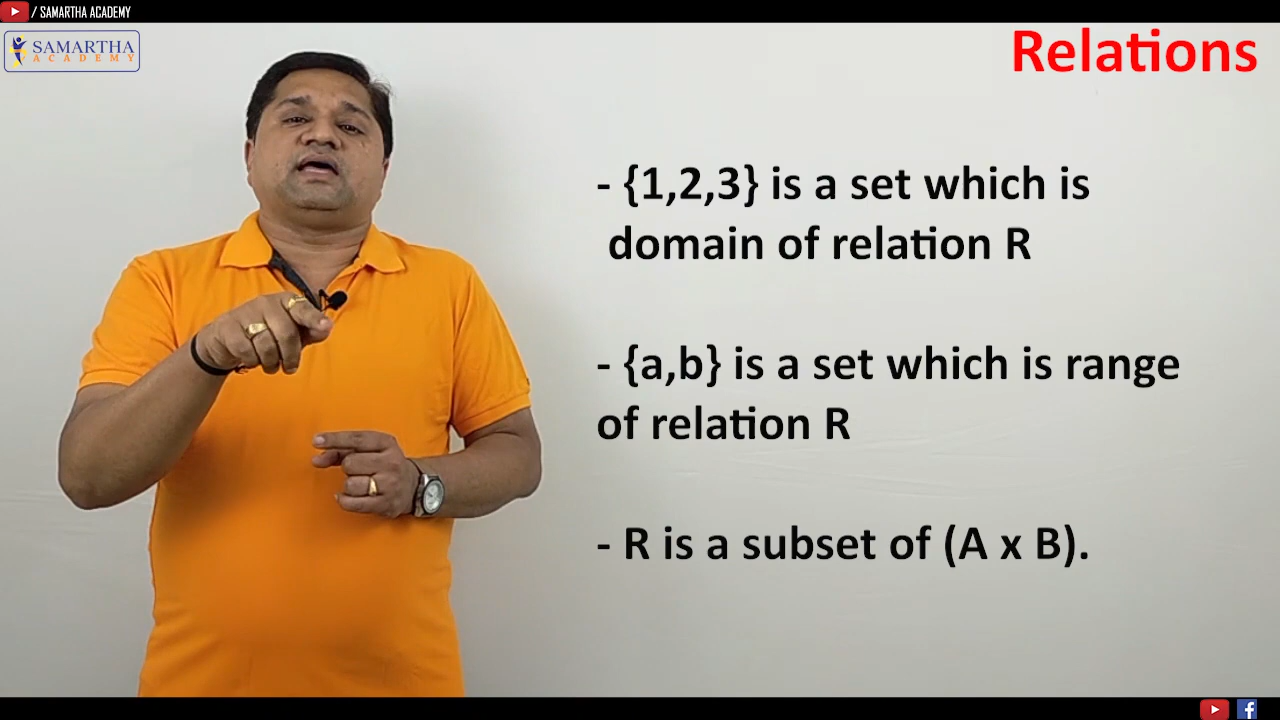 / SAMARTHA ACADEMY
SAMARTHA
ACADEMY
Relations
- {1,2,3} is a set which is
domain of relation R
- {a,b} is a set which is range
of relation R
- R is a subset of (A x B).